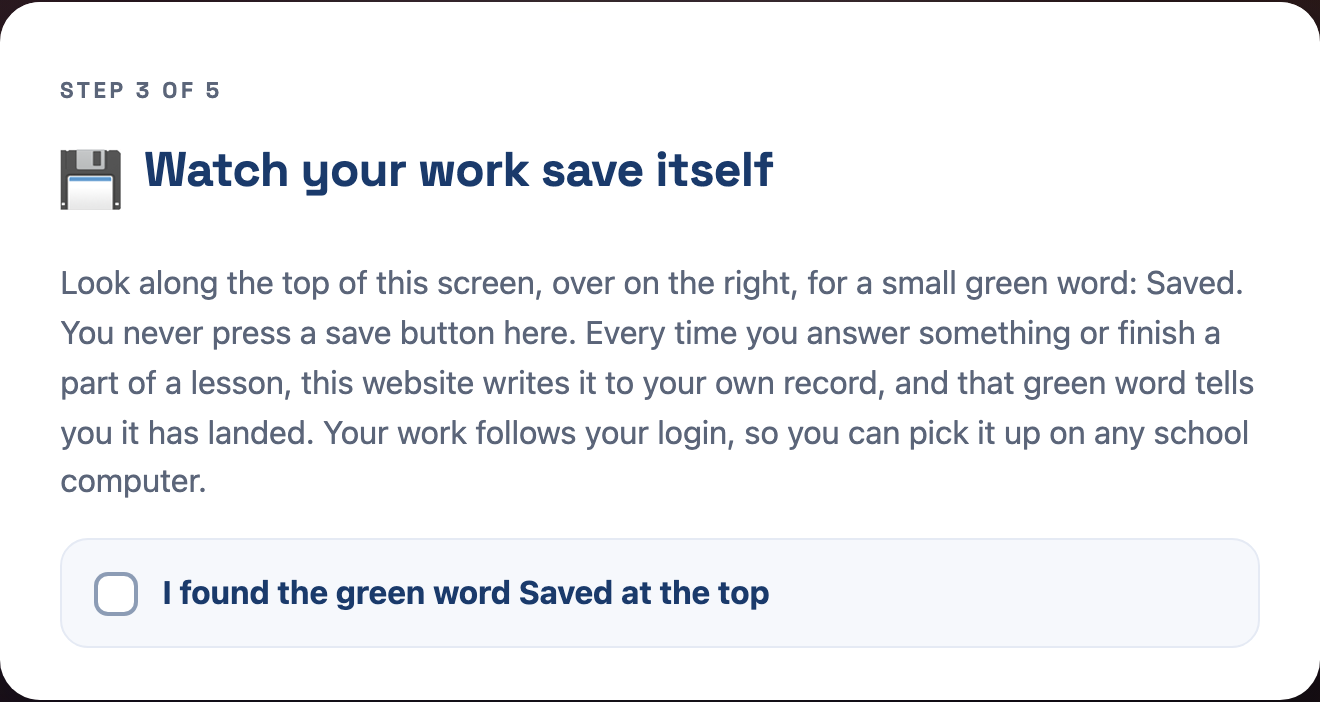 STEP 3 OF 5
Watch your work save itself
Look along the top of this screen, over on the right, for a small green word: Saved.
You never press a save button here. Every time you answer something or finish a
part of a lesson, this website writes it to your own record, and that green word tells
you it has landed. Your work follows your login, so you can pick it up on any school
computer.
I found the green word Saved at the top